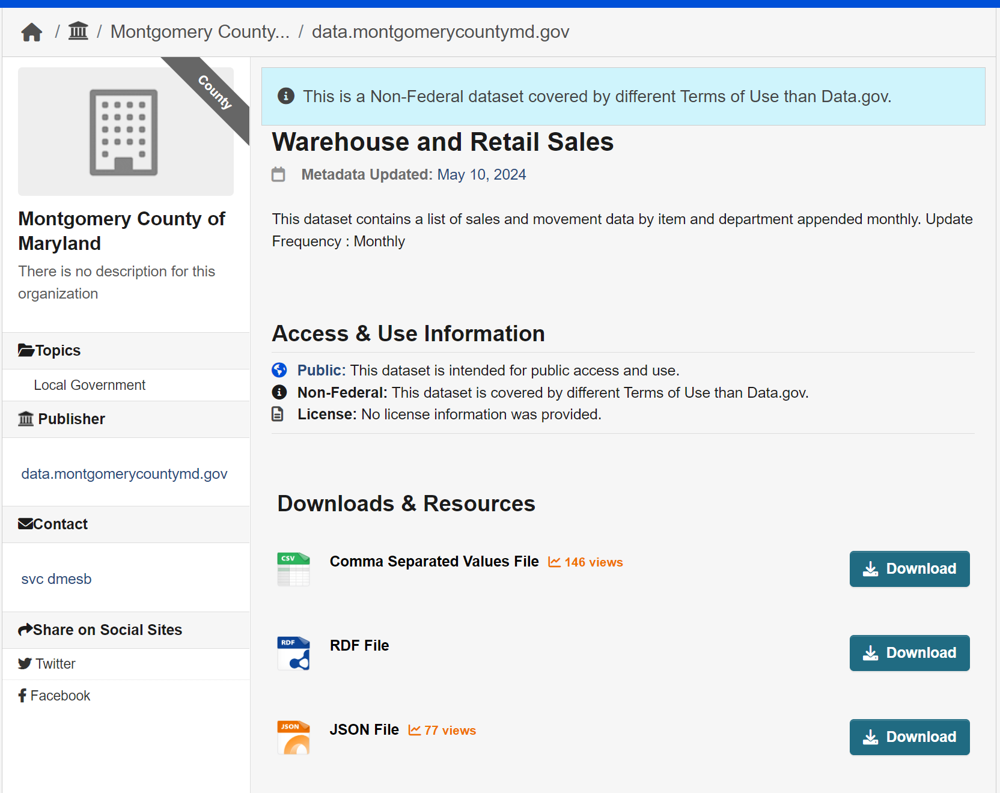 / / Montgomery County... / data.montgomerycountymd.gov
County
Montgomery County of
Maryland
There is no description for this
organization
Topics
Local Government
Publisher
data.montgomerycountymd.gov
Contact
svc dmesb
Share on Social Sites
Twitter
Facebook
This is a Non-Federal dataset covered by different Terms of Use than Data.gov.
Warehouse and Retail Sales
Metadata Updated: May 10, 2024
This dataset contains a list of sales and movement data by item and department appended monthly. Update
Frequency : Monthly
Access & Use Information
Public: This dataset is intended for public access and use.
Non-Federal: This dataset is covered by different Terms of Use than Data.gov.
License: No license information was provided.
Downloads & Resources
CSV
Comma Separated Values File 146 views
Download
RDF
RDF File
Download
JSON
JSON File 77 views
Download